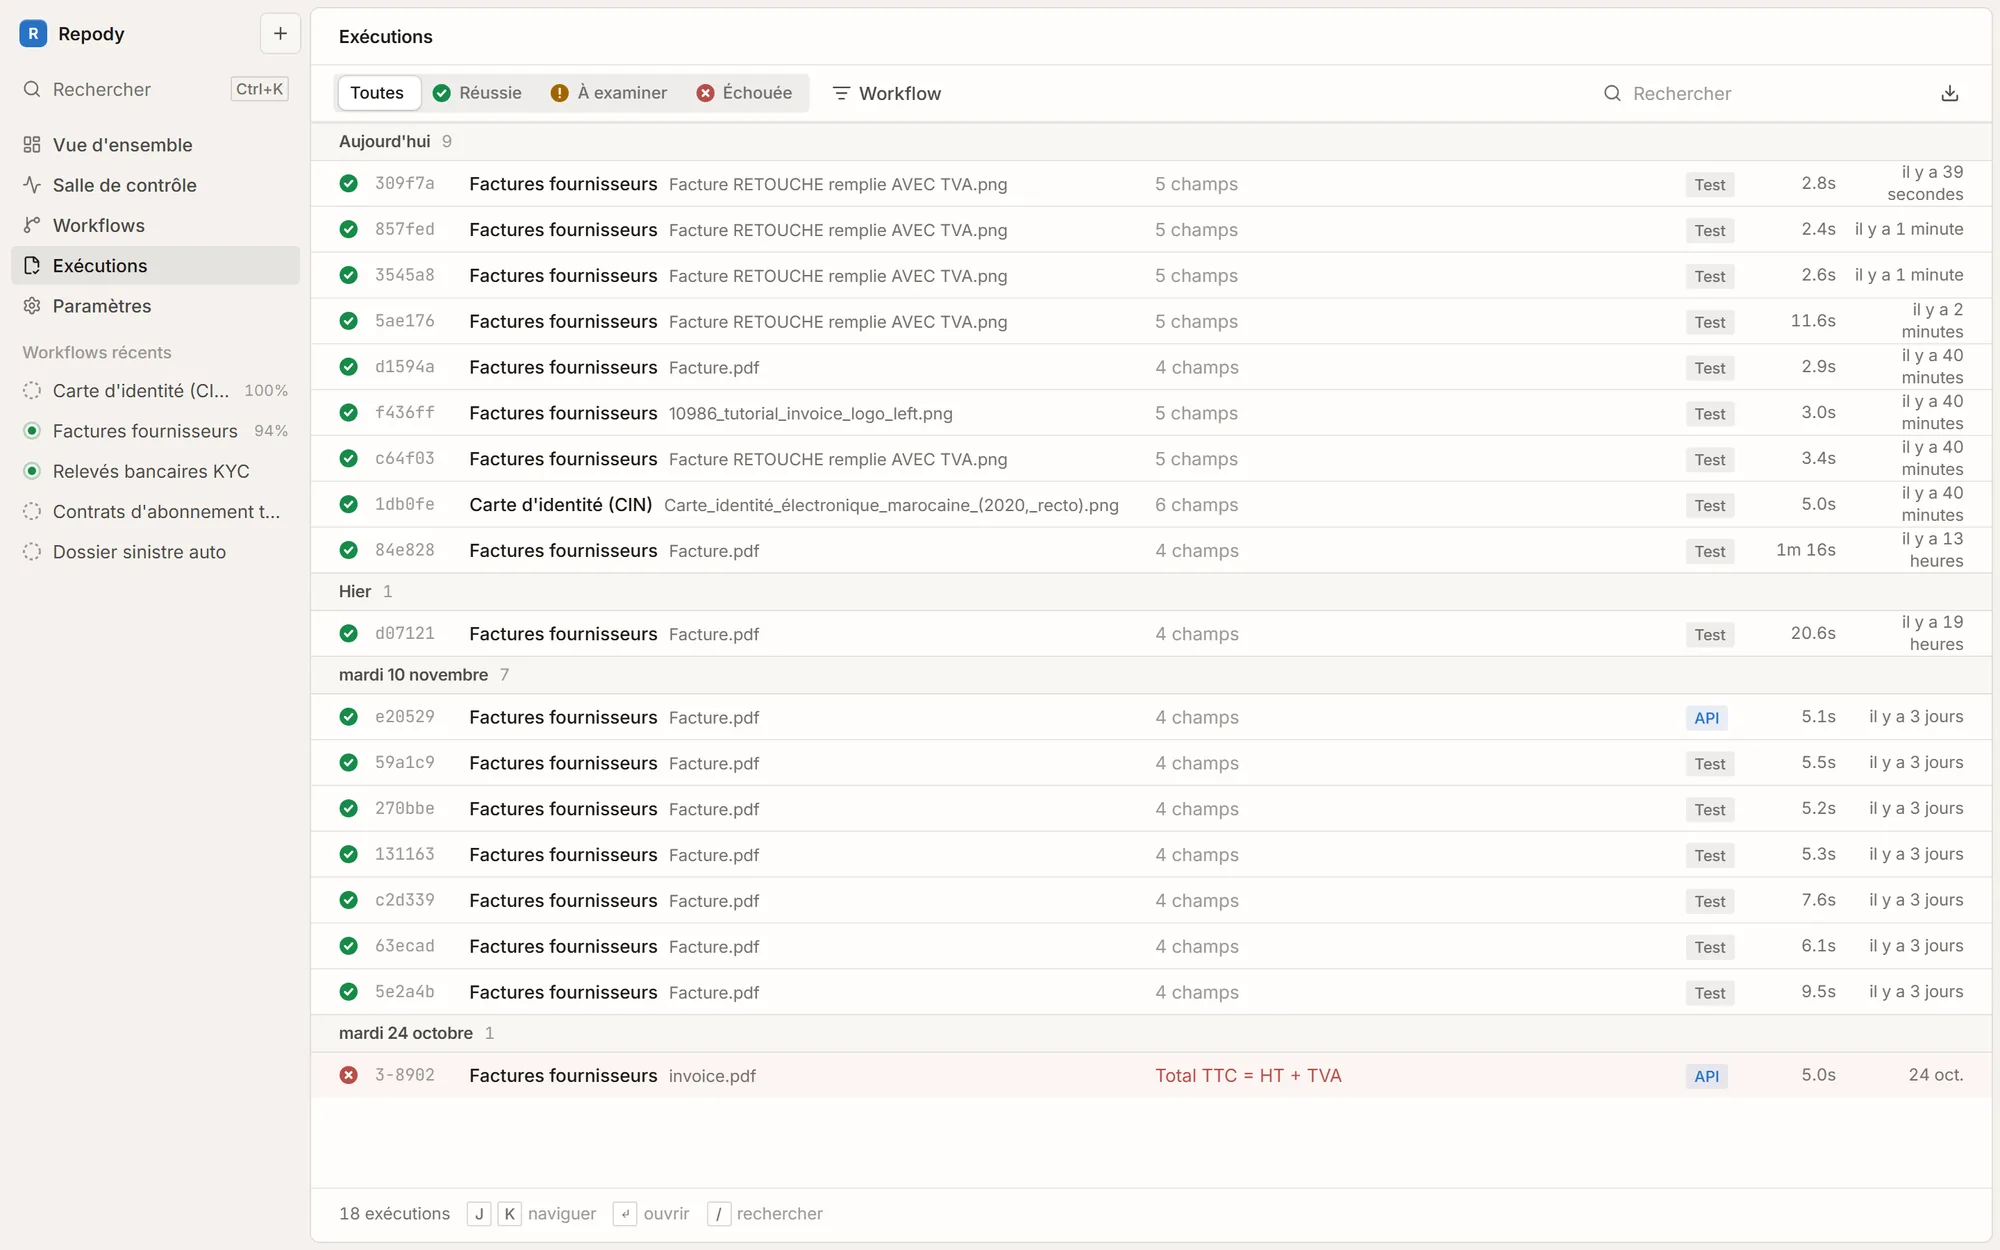 R Repody +
Rechercher Ctrl+K
Vue d'ensemble
Salle de contrôle
Workflows
Exécutions
Paramètres
Workflows récents
Carte d'identité (CI... 100%
Factures fournisseurs 94%
Relevés bancaires KYC
Contrats d'abonnement t...
Dossier sinistre auto
Exécutions
Toutes Réussie À examiner Échouée Workflow Rechercher
Aujourd'hui 9
309f7a Factures fournisseurs Facture RETOUCHE remplie AVEC TVA.png 5 champs Test 2.8s il y a 39 secondes
857fed Factures fournisseurs Facture RETOUCHE remplie AVEC TVA.png 5 champs Test 2.4s il y a 1 minute
3545a8 Factures fournisseurs Facture RETOUCHE remplie AVEC TVA.png 5 champs Test 2.6s il y a 1 minute
5ae176 Factures fournisseurs Facture RETOUCHE remplie AVEC TVA.png 5 champs Test 11.6s il y a 2 minutes
d1594a Factures fournisseurs Facture.pdf 4 champs Test 2.9s il y a 40 minutes
f436ff Factures fournisseurs 10986_tutorial_invoice_logo_left.png 5 champs Test 3.0s il y a 40 minutes
c64f03 Factures fournisseurs Facture RETOUCHE remplie AVEC TVA.png 5 champs Test 3.4s il y a 40 minutes
1db0fe Carte d'identité (CIN) Carte_identité_électronique_marocaine_(2020,_recto).png 6 champs Test 5.0s il y a 40 minutes
84e828 Factures fournisseurs Facture.pdf 4 champs Test 1m 16s il y a 13 heures
Hier 1
d07121 Factures fournisseurs Facture.pdf 4 champs Test 20.6s il y a 19 heures
mardi 10 novembre 7
e20529 Factures fournisseurs Facture.pdf 4 champs API 5.1s il y a 3 jours
59a1c9 Factures fournisseurs Facture.pdf 4 champs Test 5.5s il y a 3 jours
270bbe Factures fournisseurs Facture.pdf 4 champs Test 5.2s il y a 3 jours
131163 Factures fournisseurs Facture.pdf 4 champs Test 5.3s il y a 3 jours
c2d339 Factures fournisseurs Facture.pdf 4 champs Test 7.6s il y a 3 jours
63ecad Factures fournisseurs Facture.pdf 4 champs Test 6.1s il y a 3 jours
5e2a4b Factures fournisseurs Facture.pdf 4 champs Test 9.5s il y a 3 jours
mardi 24 octobre 1
3-8902 Factures fournisseurs invoice.pdf Total TTC = HT + TVA API 5.0s 24 oct.
18 exécutions J K naviguer ↵ ouvrir / rechercher